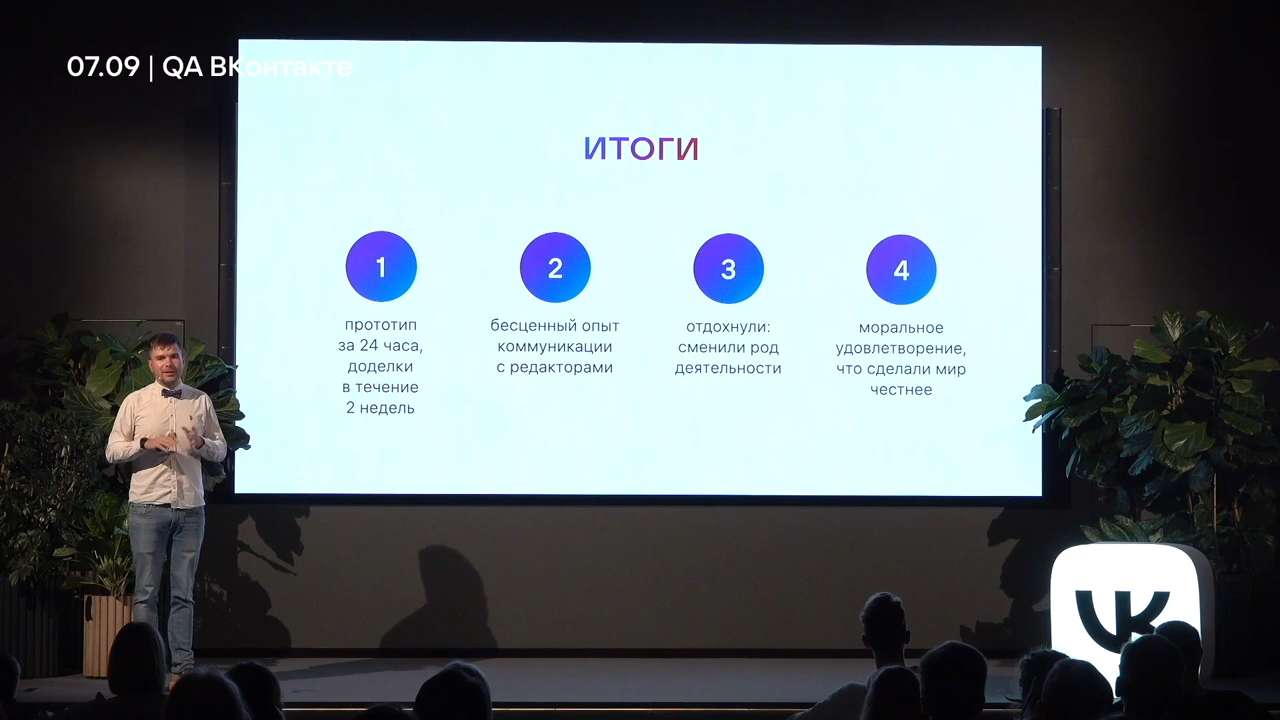 07.09 | QA ВКонтакте
ИТОГИ
1
2
3
4
прототип
за 24 часа,
доделки
в течение
2 недель
бесценный опыт
коммуникации
с редакторами
отдохнули:
сменили род
деятельности
моральное
удовлетворение,
что сделали мир
честнее
VK